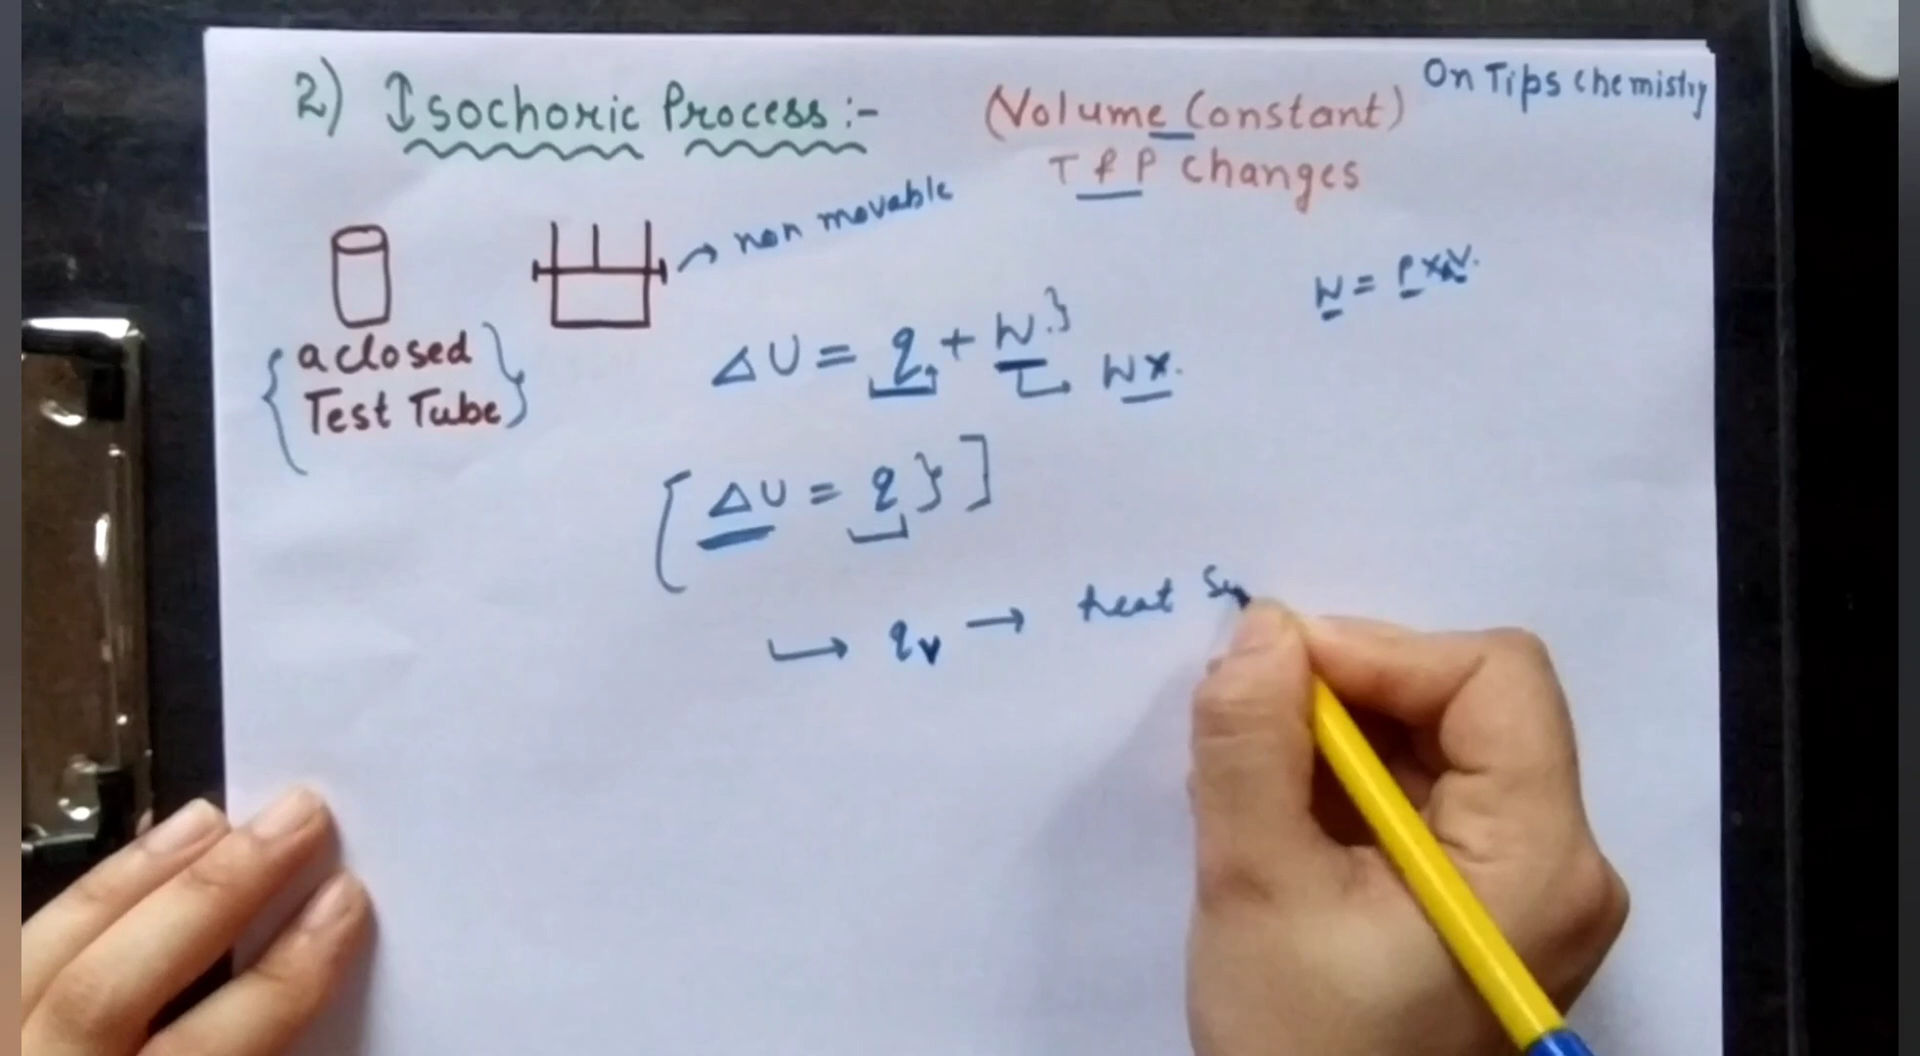 2) Isochoric Process :- (Volume Constant) On Tips Chemistry
T & P Changes
non movable
W = P × V.
a closed
Test Tube
ΔU = q + W }
W x.
[ ΔU = q } ]
→ qv → heat